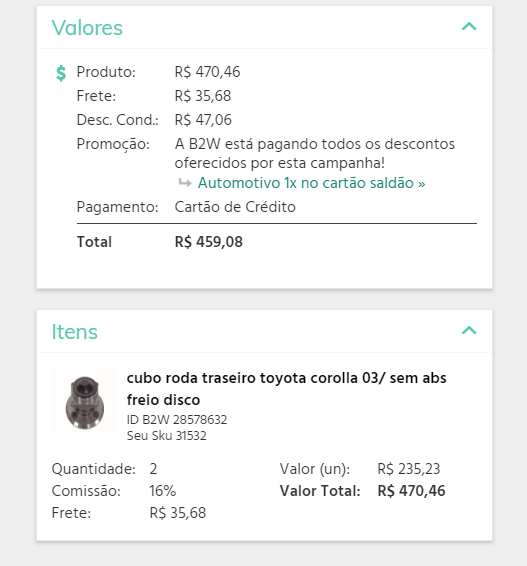 Valores
$ Produto: R$ 470,46
Frete: R$ 35,68
Desc. Cond.: R$ 47,06
Promoção: A B2W está pagando todos os descontos
oferecidos por esta campanha!
Automotivo 1x no cartão saldão »
Pagamento: Cartão de Crédito
Total R$ 459,08
Itens
cubo roda traseiro toyota corolla 03/ sem abs
freio disco
ID B2W 28578632
Seu Sku 31532
Quantidade: 2 Valor (un): R$ 235,23
Comissão: 16% Valor Total: R$ 470,46
Frete: R$ 35,68